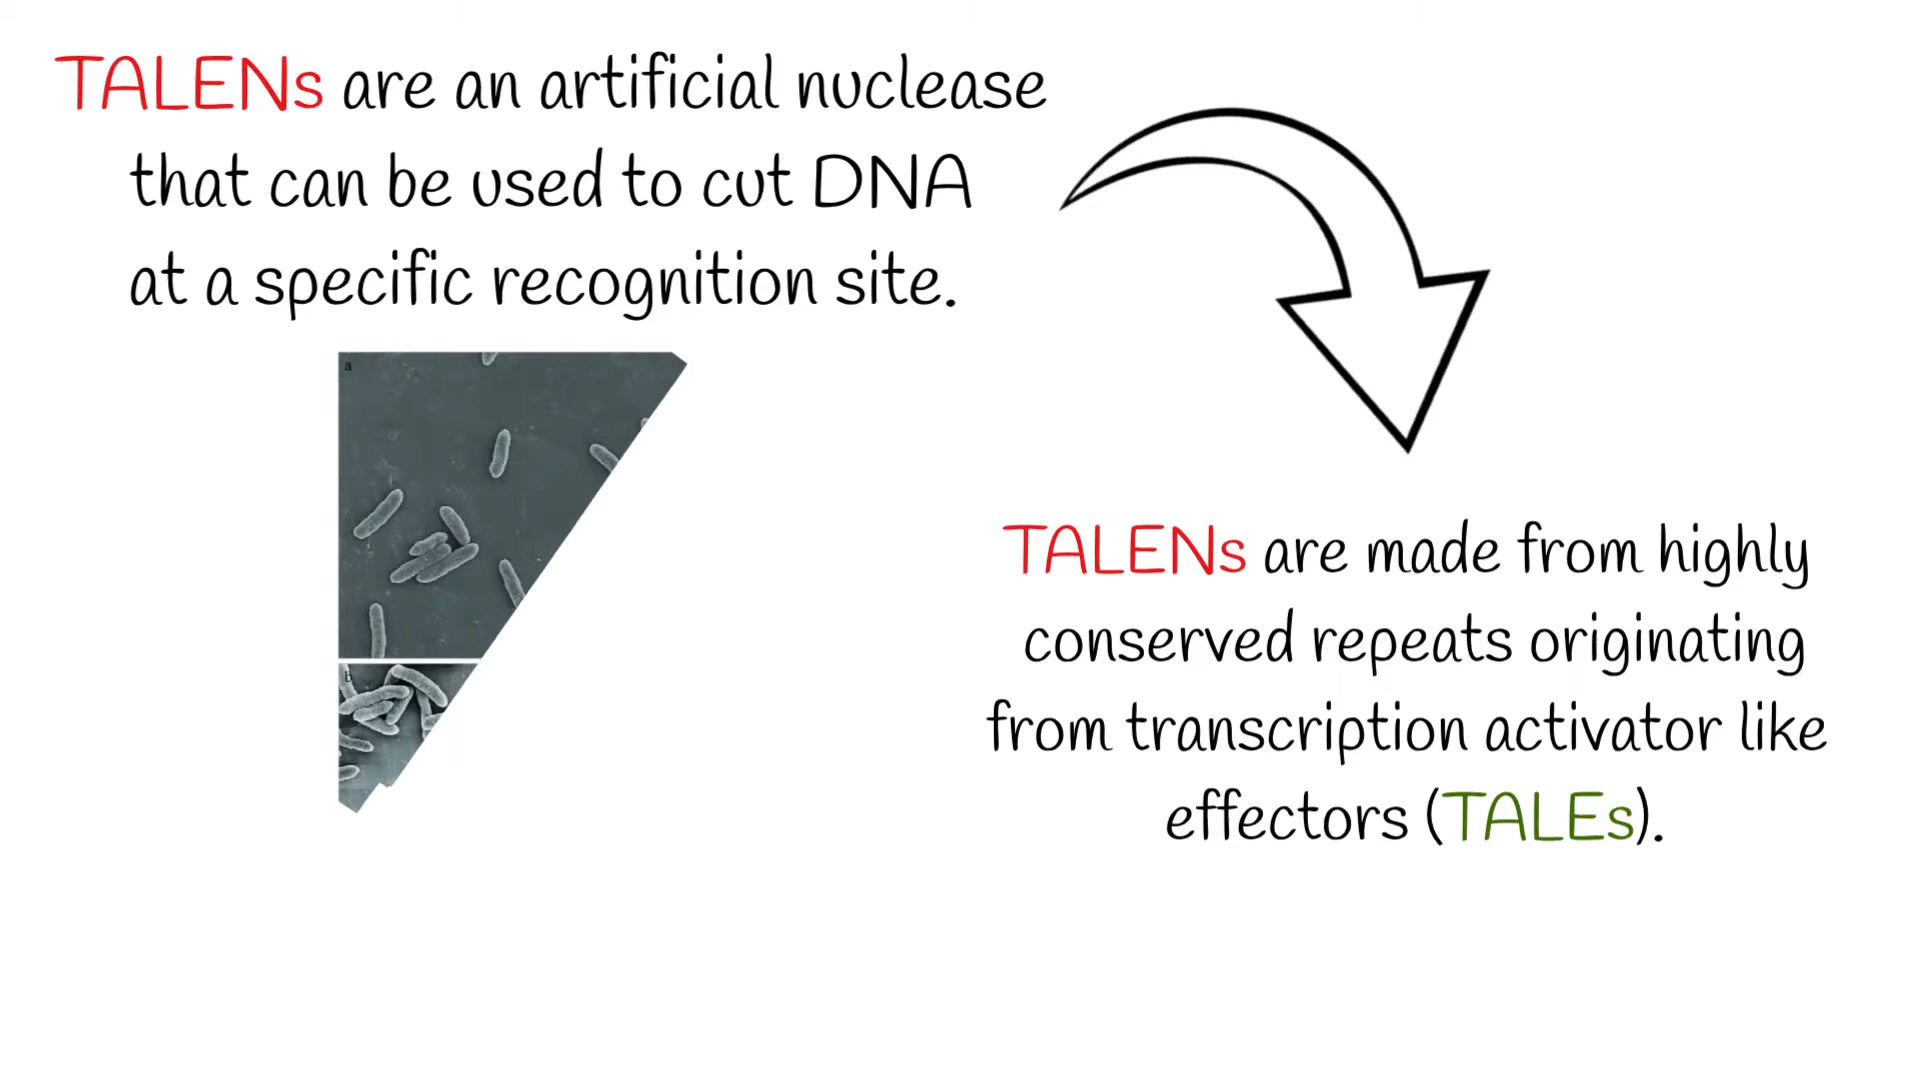 TALENs are an artificial nuclease
that can be used to cut DNA
at a specific recognition site.
a
b
TALENs are made from highly
conserved repeats originating
from transcription activator like
effectors (TALEs).